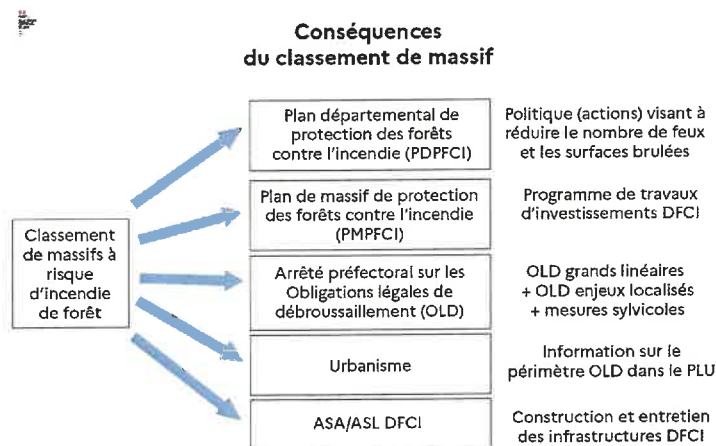 Conséquences
du classement de massif
Classement
de massifs à
risque
d'incendie
de forêt
Plan départemental de
protection des forêts
contre l'incendie (PDPFCI)
Politique (actions) visant à
réduire le nombre de feux
et les surfaces brulées
Plan de massif de protection
des forêts contre l'incendie
(PMPFCI)
Programme de travaux
d'investissements DFCI
Arrêté préfectoral sur les
Obligations légales de
débroussaillement (OLD)
OLD grands linéaires
+ OLD enjeux localisés
+ mesures sylvicoles
Urbanisme
Information sur le
périmètre OLD dans le PLU
ASA/ASL DFCI
Construction et entretien
des infrastructures DFCI